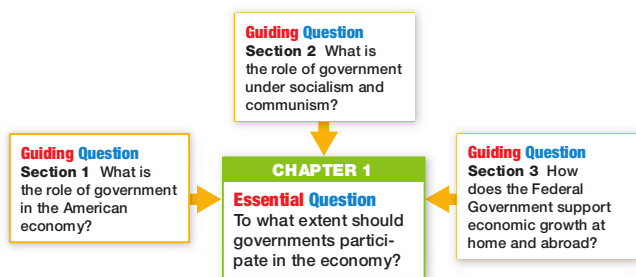 Guiding Question
Section 2 What is
the role of government
under socialism and
communism?
Guiding Question
Section 1 What is
the role of government
in the American
economy?
CHAPTER 1
Essential Question
To what extent should
governments partici-
pate in the economy?
Guiding Question
Section 3 How
does the Federal
Government support
economic growth at
home and abroad?